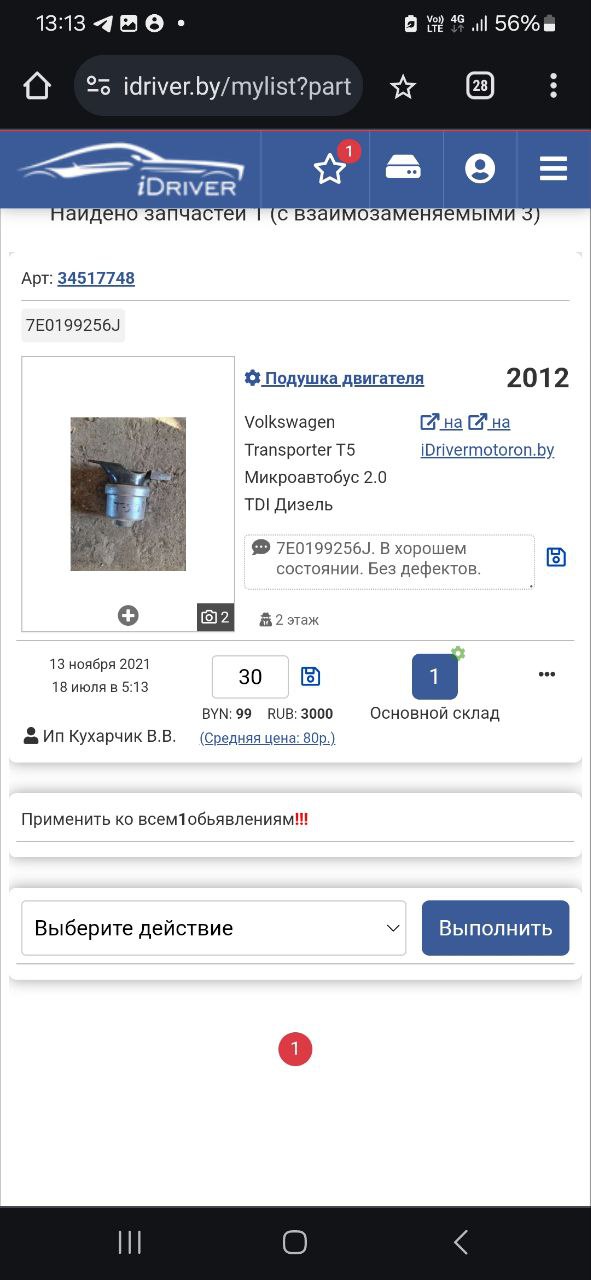 13:13
Vo)) LTE 4G 56%
idriver.by/mylist?part
28
iDRIVER
1
Найдено запчастей 1 (с взаимозаменяемыми 3)
Арт: 34517748
7E0199256J
Подушка двигателя 2012
Volkswagen на на
Transporter T5 iDrivermotoron.by
Микроавтобус 2.0
TDI Дизель
7E0199256J. В хорошем
состоянии. Без дефектов.
2
2 этаж
13 ноября 2021
18 июля в 5:13
30
1
BYN: 99 RUB: 3000
Основной склад
Ип Кухарчик В.В.
(Средняя цена: 80р.)
Применить ко всем1обьявлениям!!!
Выберите действие
Выполнить
1